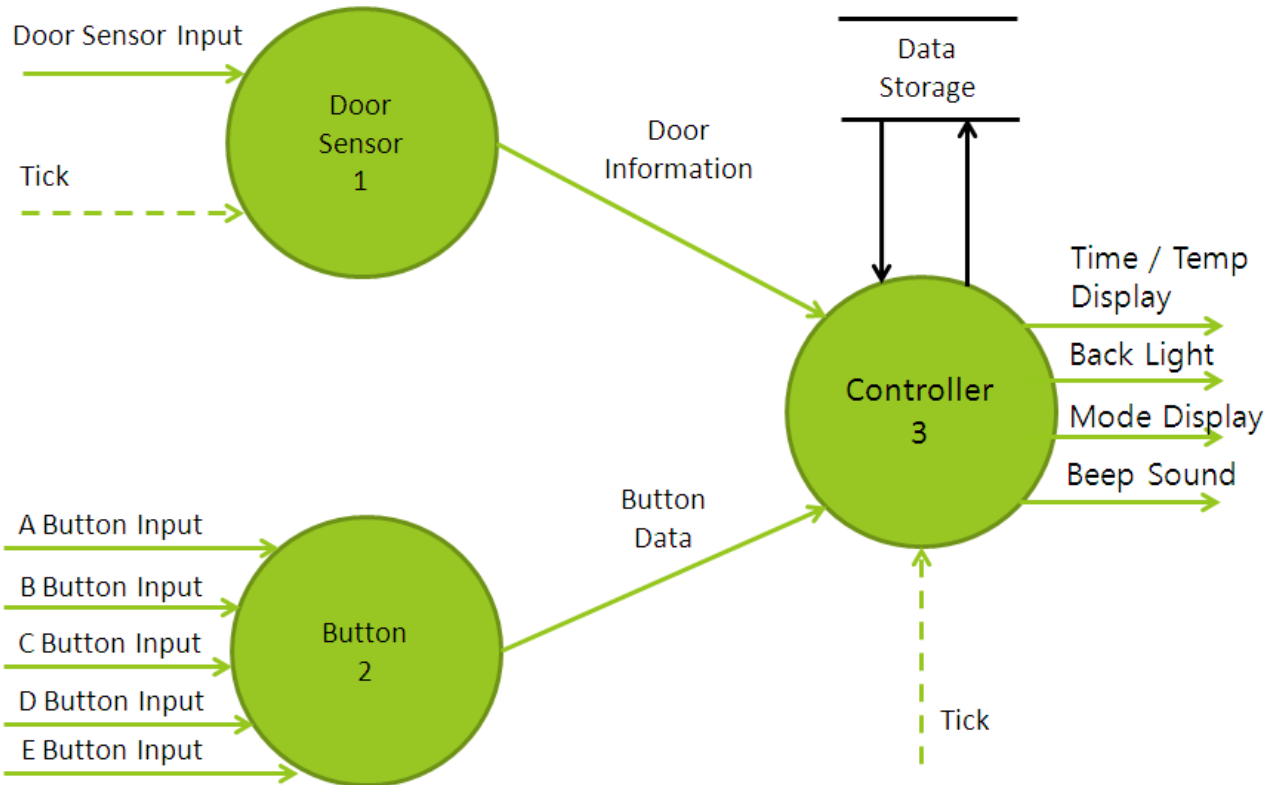 Door Sensor Input
Tick
Door
Sensor
1
Door
Information
Data
Storage
Time / Temp
Display
Back Light
Mode Display
Beep Sound
Controller
3
A Button Input
B Button Input
C Button Input
D Button Input
E Button Input
Button
2
Button
Data
Tick